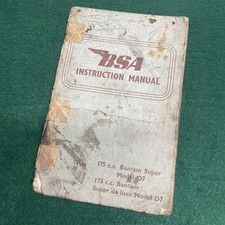 BSA
INSTRUCTION MANUAL
175 c.c. Bantam Super
Model D7
175 c.c. Bantam
Super de luxe Model D7